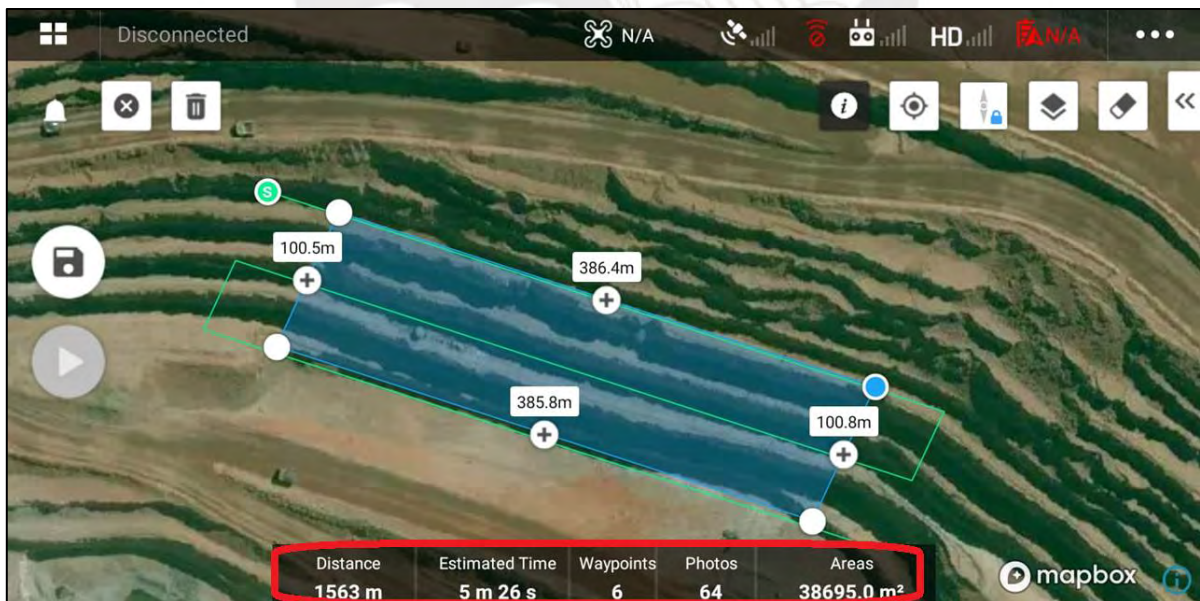 Disconnected N/A HD N/A
S
100.5m
386.4m
385.8m
100.8m
Distance Estimated Time Waypoints Photos Areas
1563 m 5 m 26 s 6 64 38695.0 m²
mapbox